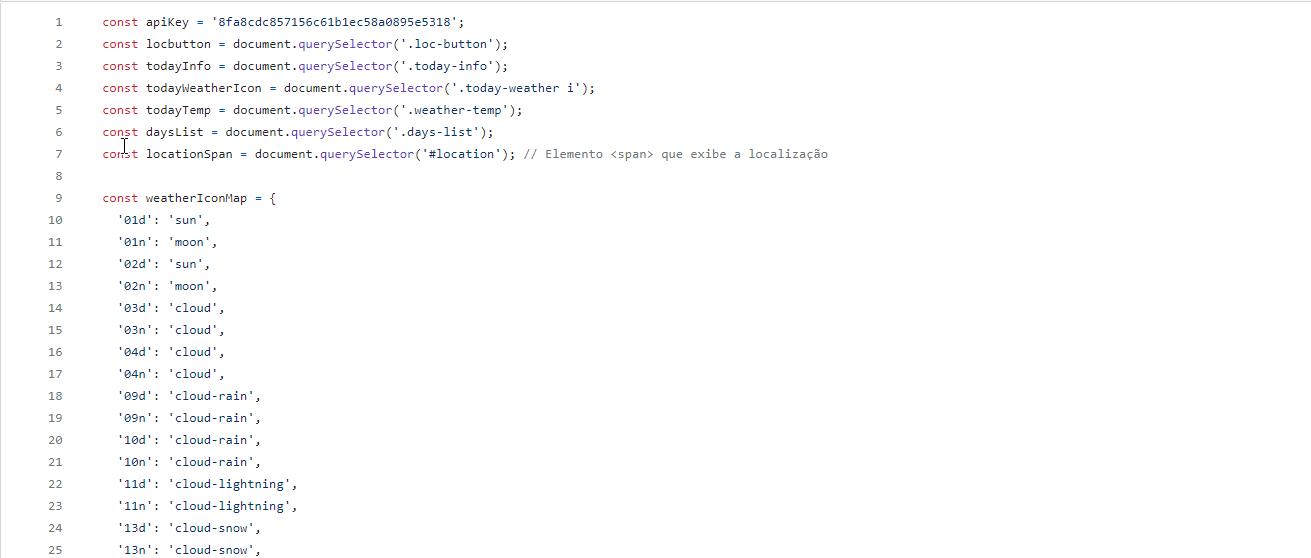 1 const apiKey = '8fa8cdc857156c61b1ec58a0895e5318';
2 const locbutton = document.querySelector('.loc-button');
3 const todayInfo = document.querySelector('.today-info');
4 const todayWeatherIcon = document.querySelector('.today-weather i');
5 const todayTemp = document.querySelector('.weather-temp');
6 const daysList = document.querySelector('.days-list');
7 const locationSpan = document.querySelector('#location'); // Elemento <span> que exibe a localização
8
9 const weatherIconMap = {
10 '01d': 'sun',
11 '01n': 'moon',
12 '02d': 'sun',
13 '02n': 'moon',
14 '03d': 'cloud',
15 '03n': 'cloud',
16 '04d': 'cloud',
17 '04n': 'cloud',
18 '09d': 'cloud-rain',
19 '09n': 'cloud-rain',
20 '10d': 'cloud-rain',
21 '10n': 'cloud-rain',
22 '11d': 'cloud-lightning',
23 '11n': 'cloud-lightning',
24 '13d': 'cloud-snow',
25 '13n': 'cloud-snow',